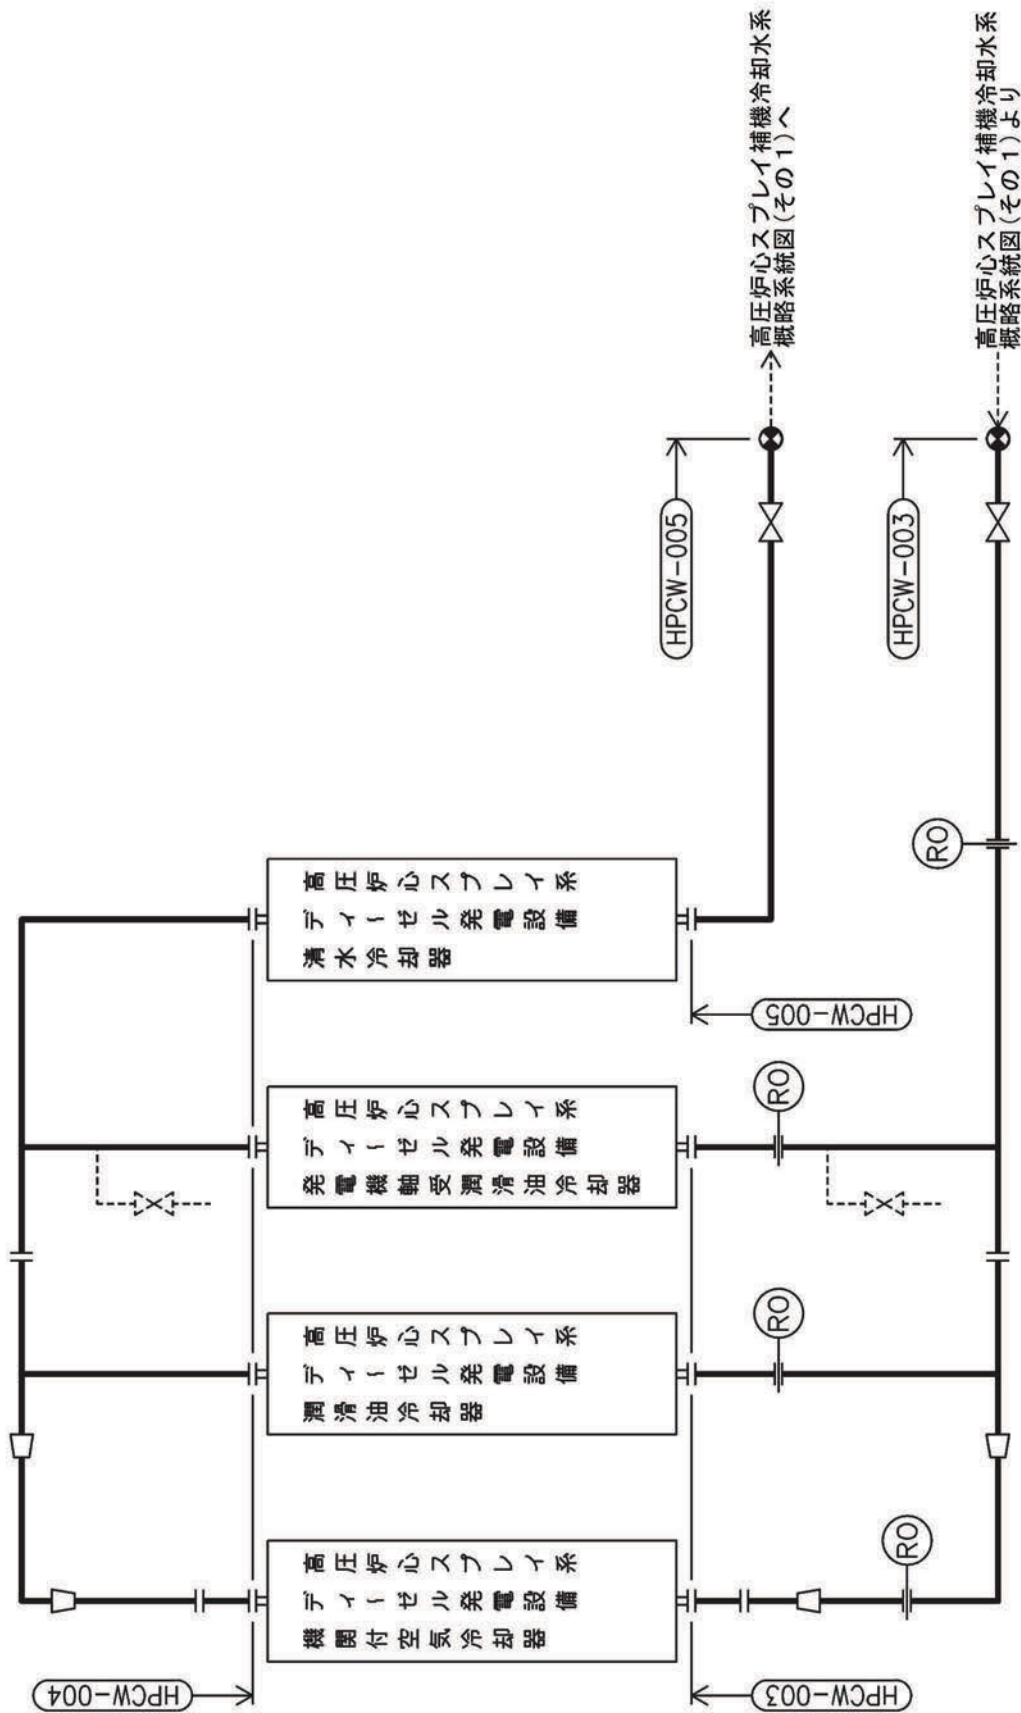 高圧炉心スプレイ補機冷却水系
概略系統図(その1)へ
高圧炉心スプレイ補機冷却水系
概略系統図(その1)より
HPCW-005
HPCW-003
RO
高圧炉心スプレイ系
ディーゼル発電設備
清水冷却器
HPCW-005
高圧炉心スプレイ系
ディーゼル発電設備
発電機軸受潤滑油冷却器
RO
高圧炉心スプレイ系
ディーゼル発電設備
潤滑油冷却器
RO
高圧炉心スプレイ系
ディーゼル発電設備
機関付空気冷却器
RO
HPCW-004
HPCW-003